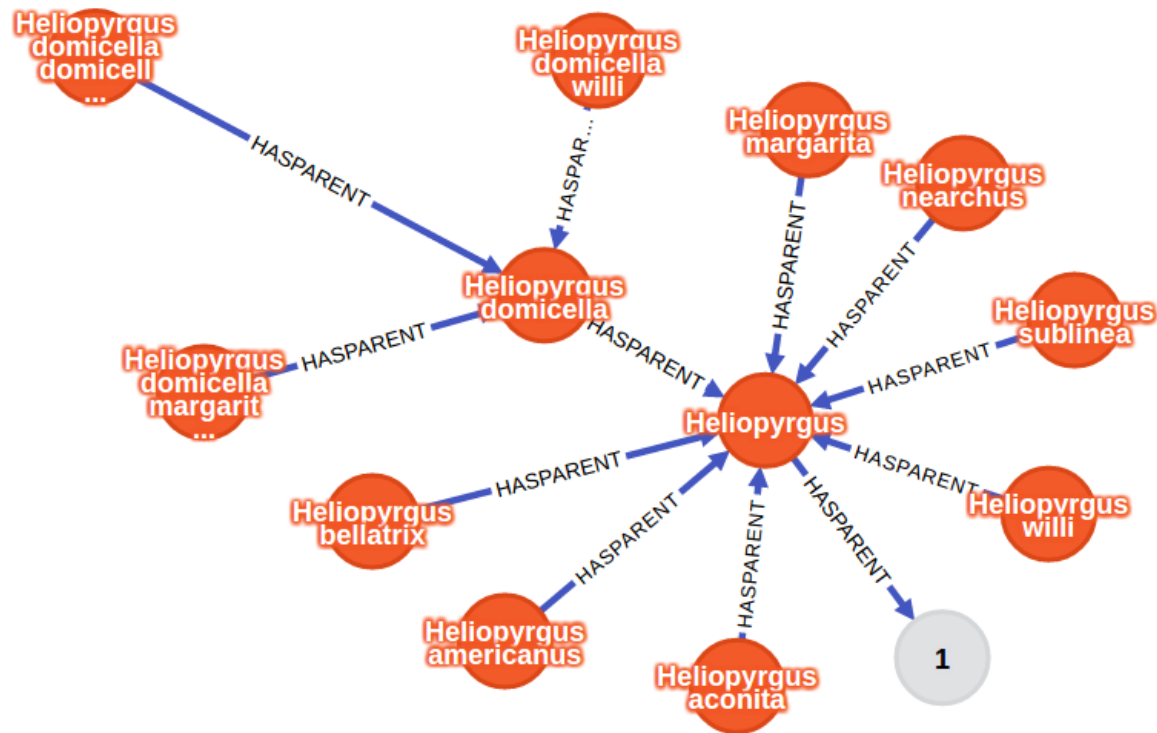 Heliopyrgus
domicella
domicell
...
Heliopyrgus
domicella
willi
Heliopyrgus
margarita
Heliopyrgus
nearchus
HASPARENT
HASPAR...
HASPARENT
HASPARENT
Heliopyrgus
domicella
Heliopyrgus
sublinea
HASPARENT
HASPARENT
HASPARENT
Heliopyrgus
domicella
margarit
...
Heliopyrgus
HASPARENT
HASPARENT
Heliopyrgus
bellatrix
Heliopyrgus
willi
HASPARENT
HASPARENT
HASPARENT
Heliopyrgus
americanus
Heliopyrgus
aconita
1